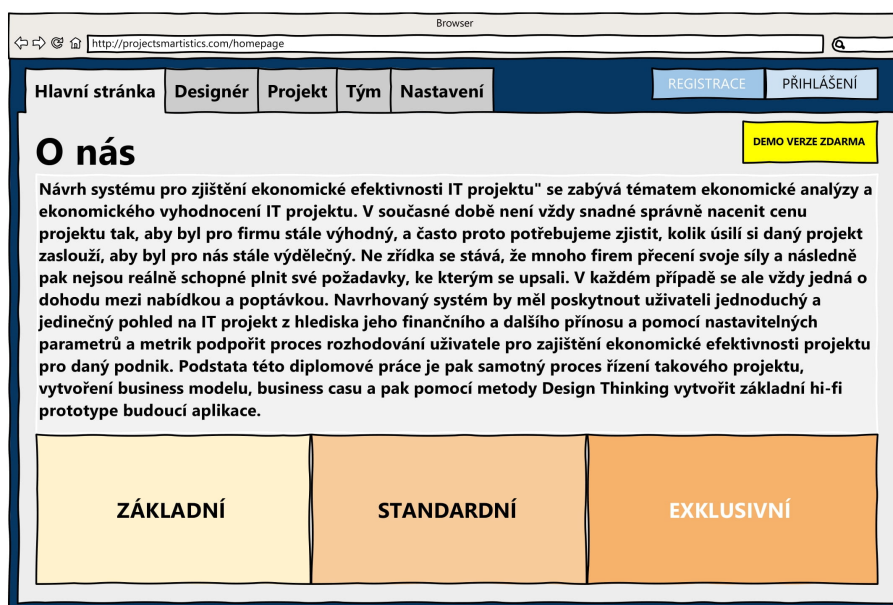 Browser
http://projectsmartistics.com/homepage
Hlavní stránka Designér Projekt Tým Nastavení REGISTRACE PŘIHLÁŠENÍ
DEMO VERZE ZDARMA
O nás
Návrh systému pro zjištění ekonomické efektivnosti IT projektu" se zabývá tématem ekonomické analýzy a
ekonomického vyhodnocení IT projektu. V současné době není vždy snadné správně nacenit cenu
projektu tak, aby byl pro firmu stále výhodný, a často proto potřebujeme zjistit, kolik úsilí si daný projekt
zaslouží, aby byl pro nás stále výdělečný. Ne zřídka se stává, že mnoho firem přecení svoje síly a následně
pak nejsou reálně schopné plnit své požadavky, ke kterým se upsali. V každém případě se ale vždy jedná o
dohodu mezi nabídkou a poptávkou. Navrhovaný systém by měl poskytnout uživateli jednoduchý a
jedinečný pohled na IT projekt z hlediska jeho finančního a dalšího přínosu a pomocí nastavitelných
parametrů a metrik podpořit proces rozhodování uživatele pro zajištění ekonomické efektivnosti projektu
pro daný podnik. Podstata této diplomové práce je pak samotný proces řízení takového projektu,
vytvoření business modelu, business casu a pak pomocí metody Design Thinking vytvořit základní hi-fi
prototype budoucí aplikace.
ZÁKLADNÍ STANDARDNÍ EXKLUSIVNÍ